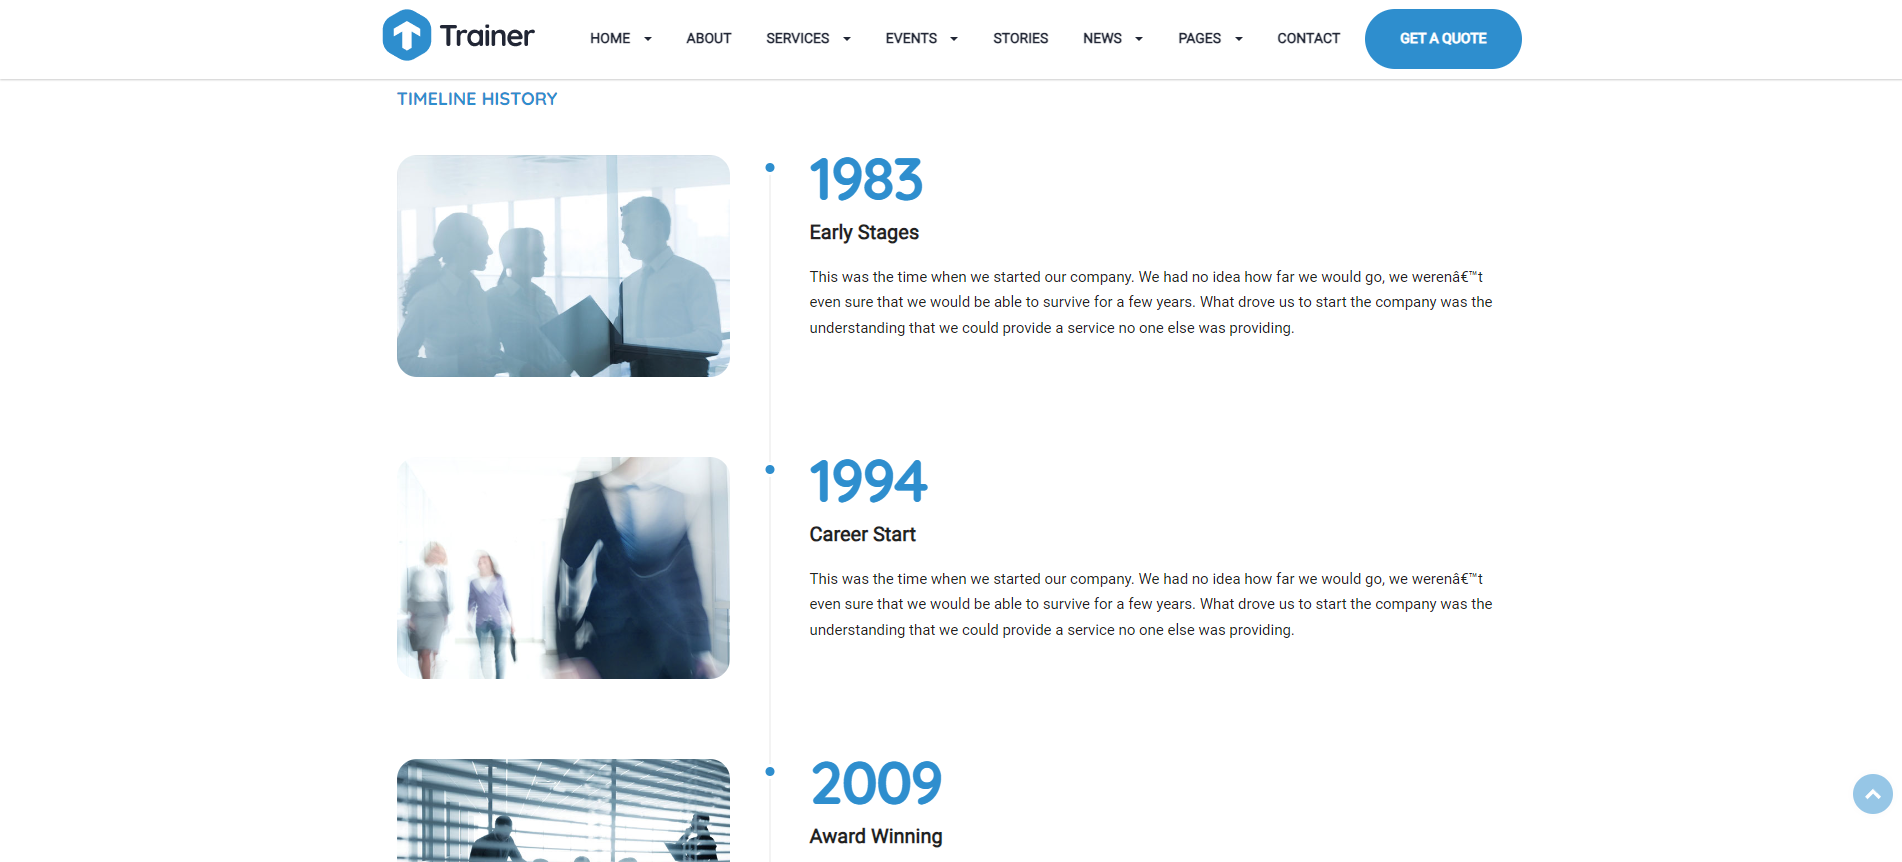 Trainer
HOME
ABOUT
SERVICES
EVENTS
STORIES
NEWS
PAGES
CONTACT
GET A QUOTE
TIMELINE HISTORY
1983
Early Stages
This was the time when we started our company. We had no idea how far we would go, we werenâ€™t
even sure that we would be able to survive for a few years. What drove us to start the company was the
understanding that we could provide a service no one else was providing.
1994
Career Start
This was the time when we started our company. We had no idea how far we would go, we werenâ€™t
even sure that we would be able to survive for a few years. What drove us to start the company was the
understanding that we could provide a service no one else was providing.
2009
Award Winning